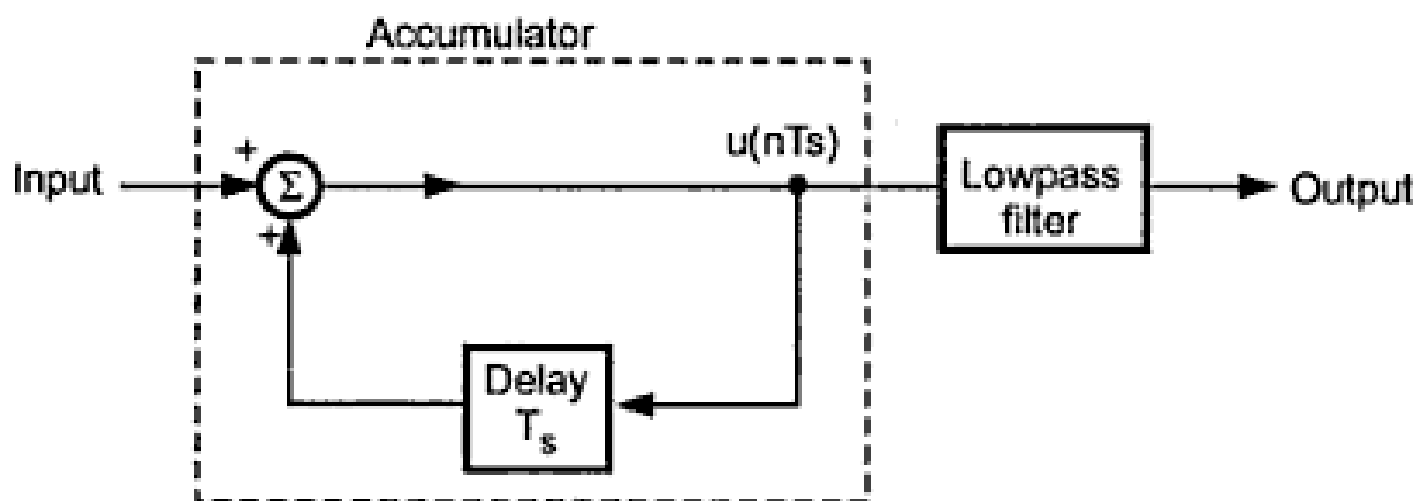 Accumulator
Input
+
Σ
+
u(nTs)
Lowpass
filter
Output
Delay
Tₛ